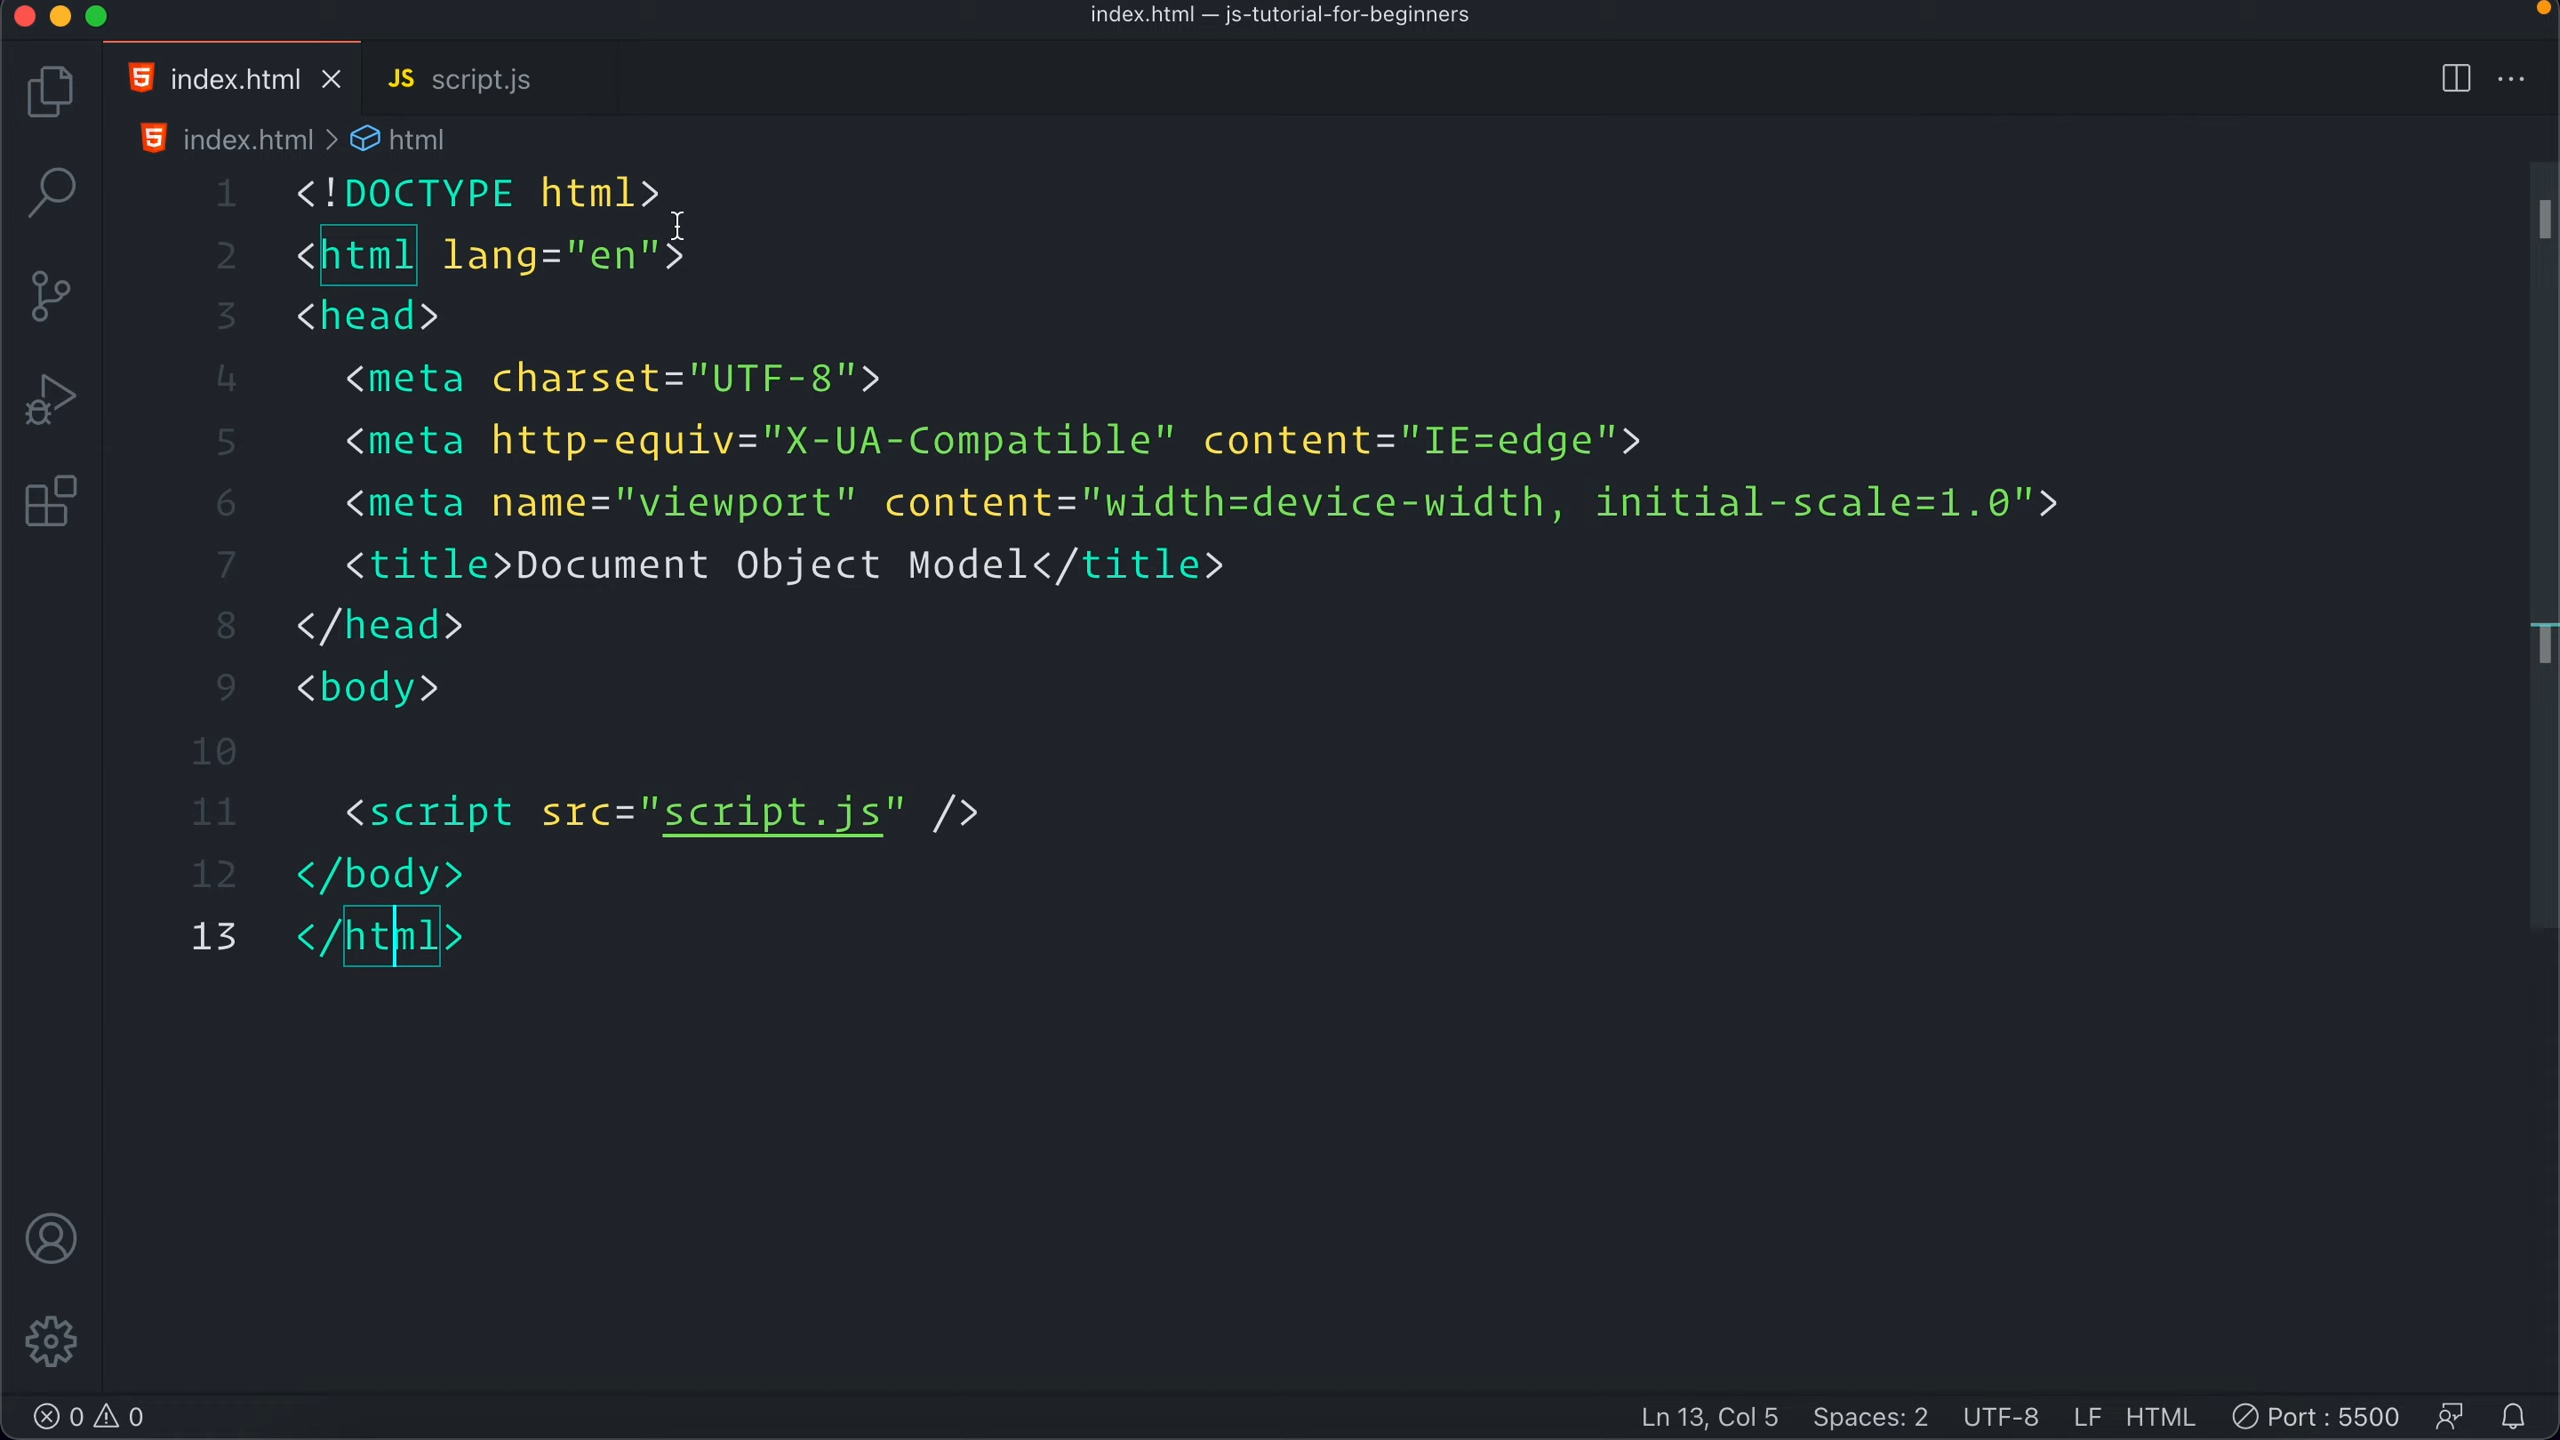 index.html — js-tutorial-for-beginners
index.html
JS script.js
index.html > html
1 <!DOCTYPE html>
2 <html lang="en">
3 <head>
4   <meta charset="UTF-8">
5   <meta http-equiv="X-UA-Compatible" content="IE=edge">
6   <meta name="viewport" content="width=device-width, initial-scale=1.0">
7   <title>Document Object Model</title>
8 </head>
9 <body>
10
11   <script src="script.js" />
12 </body>
13 </html>
0 0 Ln 13, Col 5 Spaces: 2 UTF-8 LF HTML Port : 5500